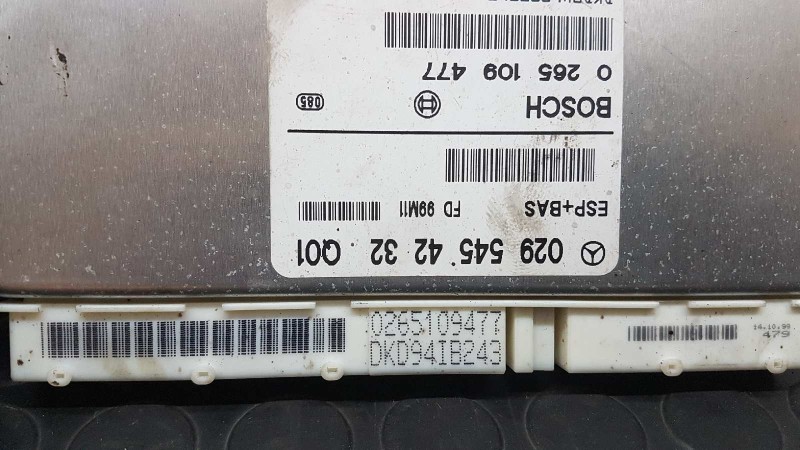 029 545 42 32 Q01
ESP+BAS FD 99M11
BOSCH 085
0 265 109 477
0265109477
DKD94IB243
14.10.99.
479